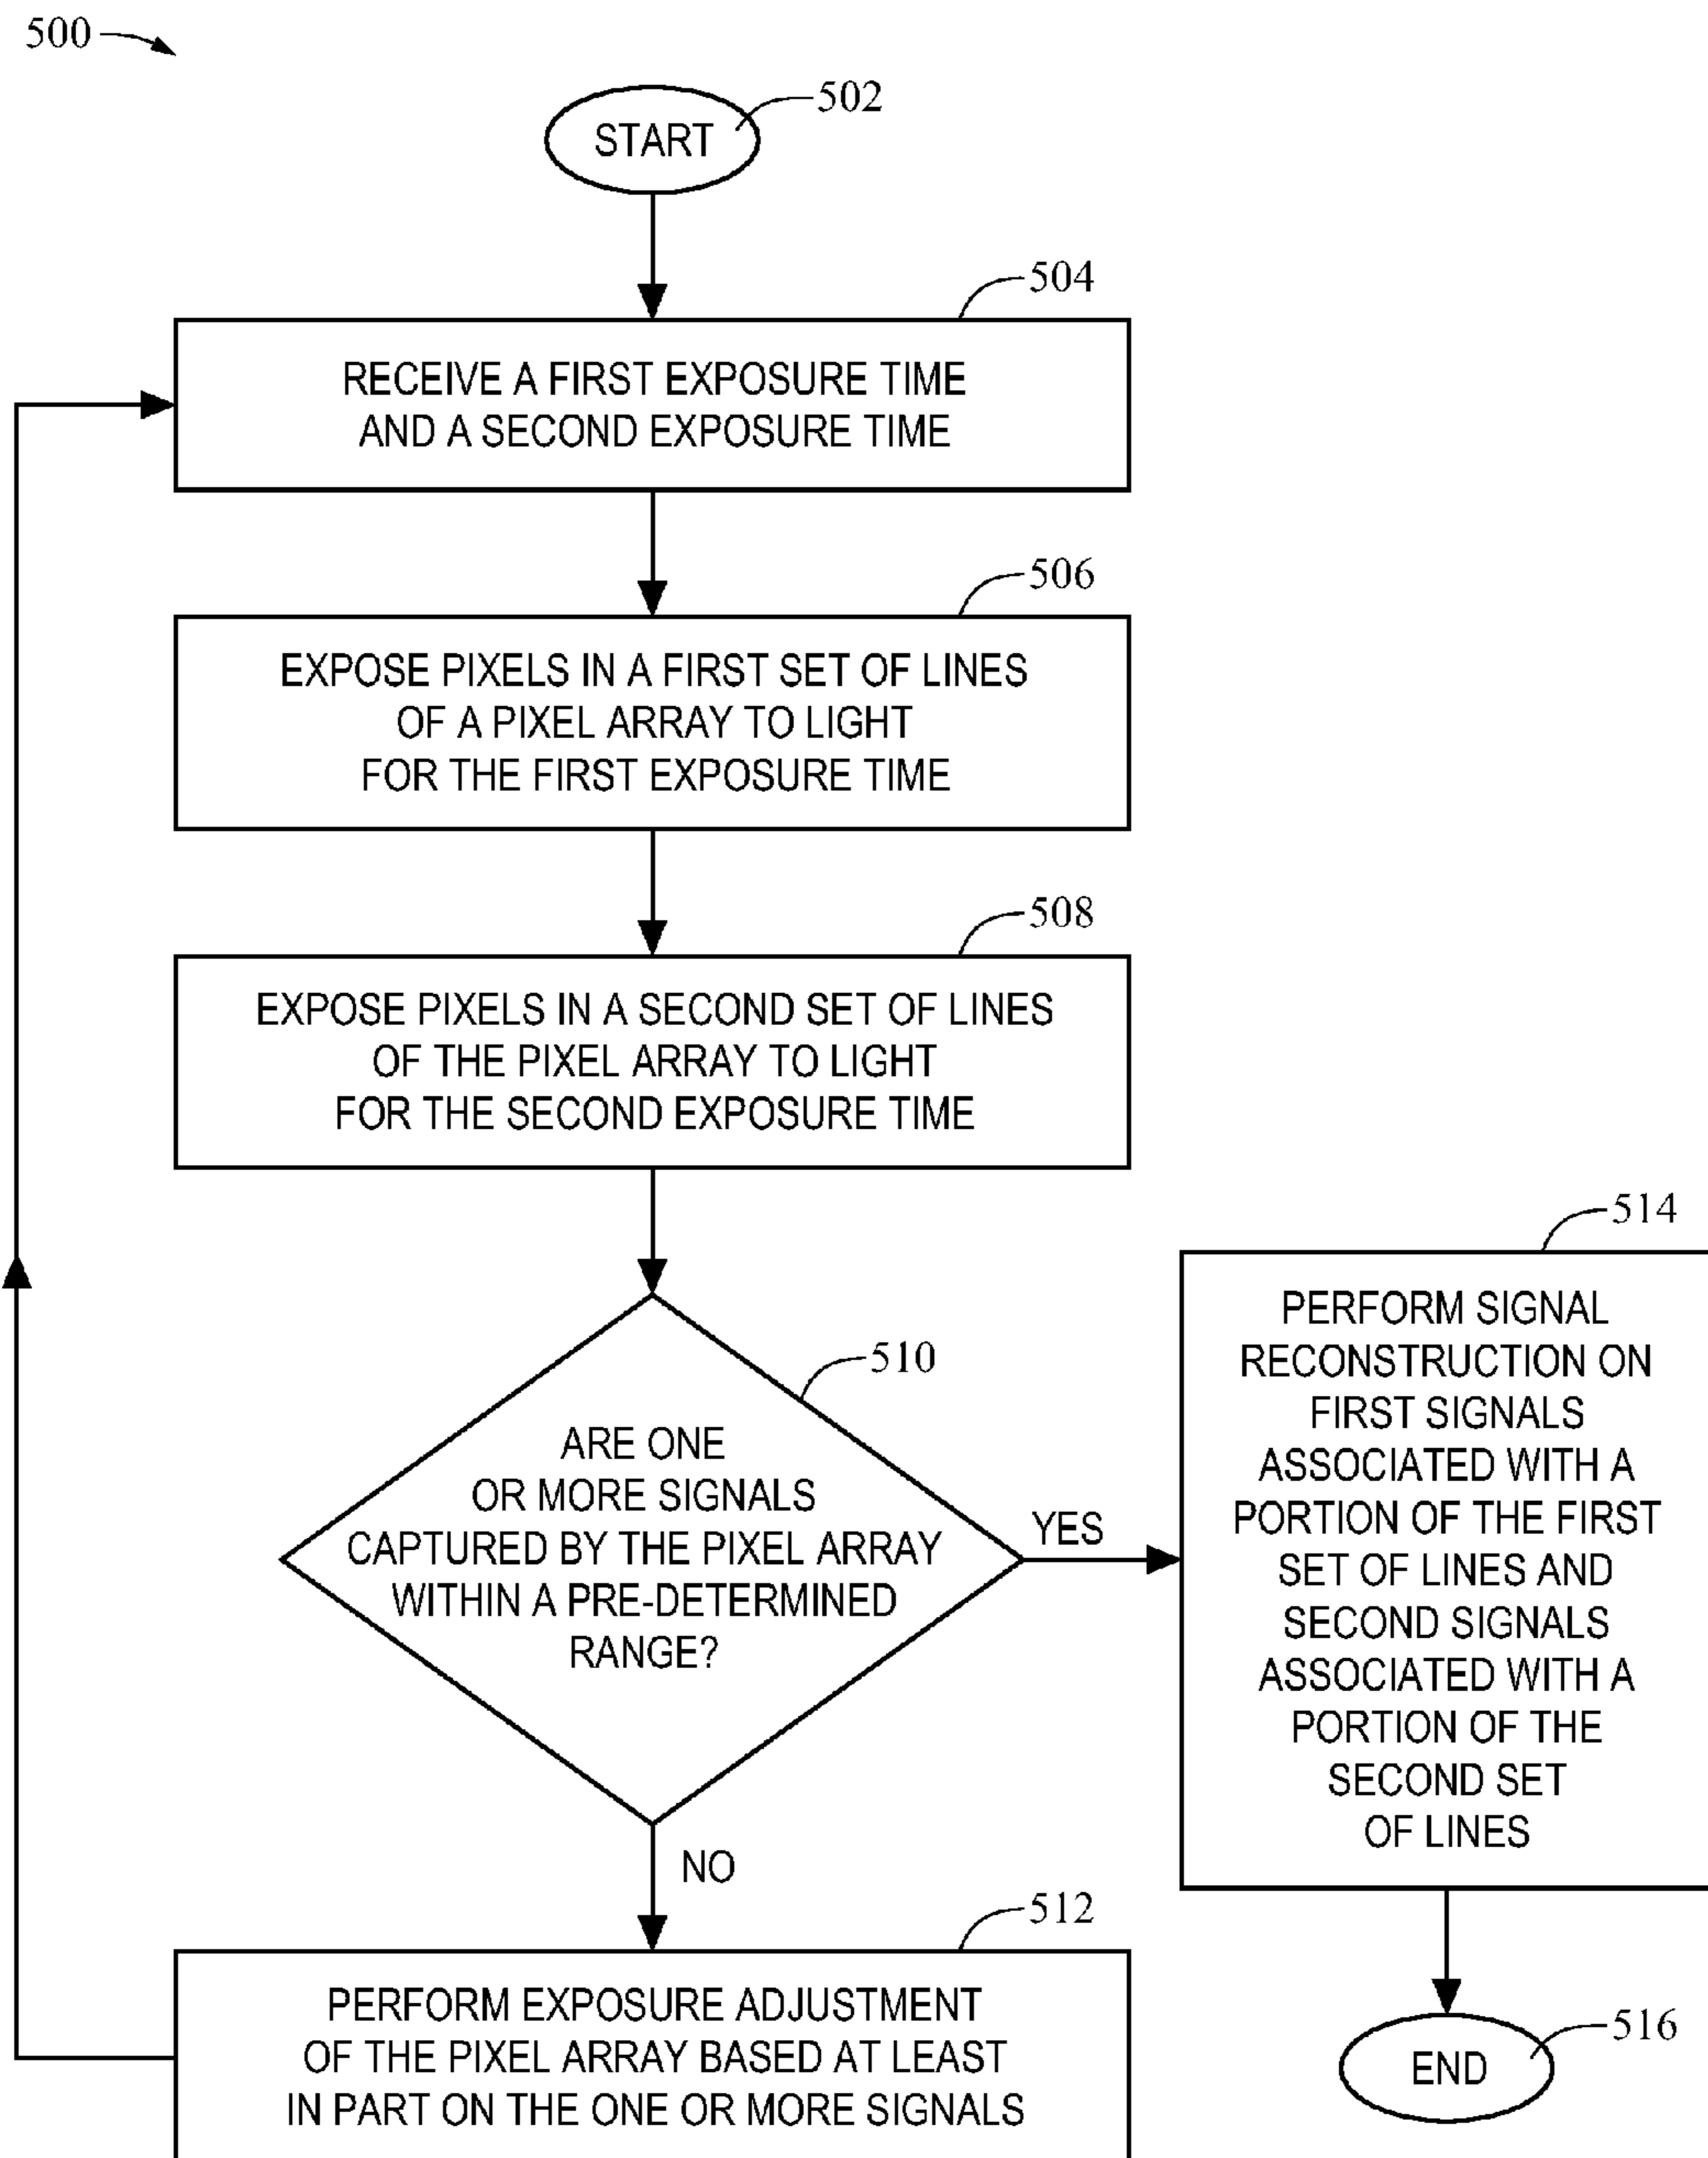 500
START
502
504
RECEIVE A FIRST EXPOSURE TIME
AND A SECOND EXPOSURE TIME
506
EXPOSE PIXELS IN A FIRST SET OF LINES
OF A PIXEL ARRAY TO LIGHT
FOR THE FIRST EXPOSURE TIME
508
EXPOSE PIXELS IN A SECOND SET OF LINES
OF THE PIXEL ARRAY TO LIGHT
FOR THE SECOND EXPOSURE TIME
510
ARE ONE
OR MORE SIGNALS
CAPTURED BY THE PIXEL ARRAY
WITHIN A PRE-DETERMINED
RANGE?
YES
NO
512
PERFORM EXPOSURE ADJUSTMENT
OF THE PIXEL ARRAY BASED AT LEAST
IN PART ON THE ONE OR MORE SIGNALS
514
PERFORM SIGNAL
RECONSTRUCTION ON
FIRST SIGNALS
ASSOCIATED WITH A
PORTION OF THE FIRST
SET OF LINES AND
SECOND SIGNALS
ASSOCIATED WITH A
PORTION OF THE
SECOND SET
OF LINES
516
END